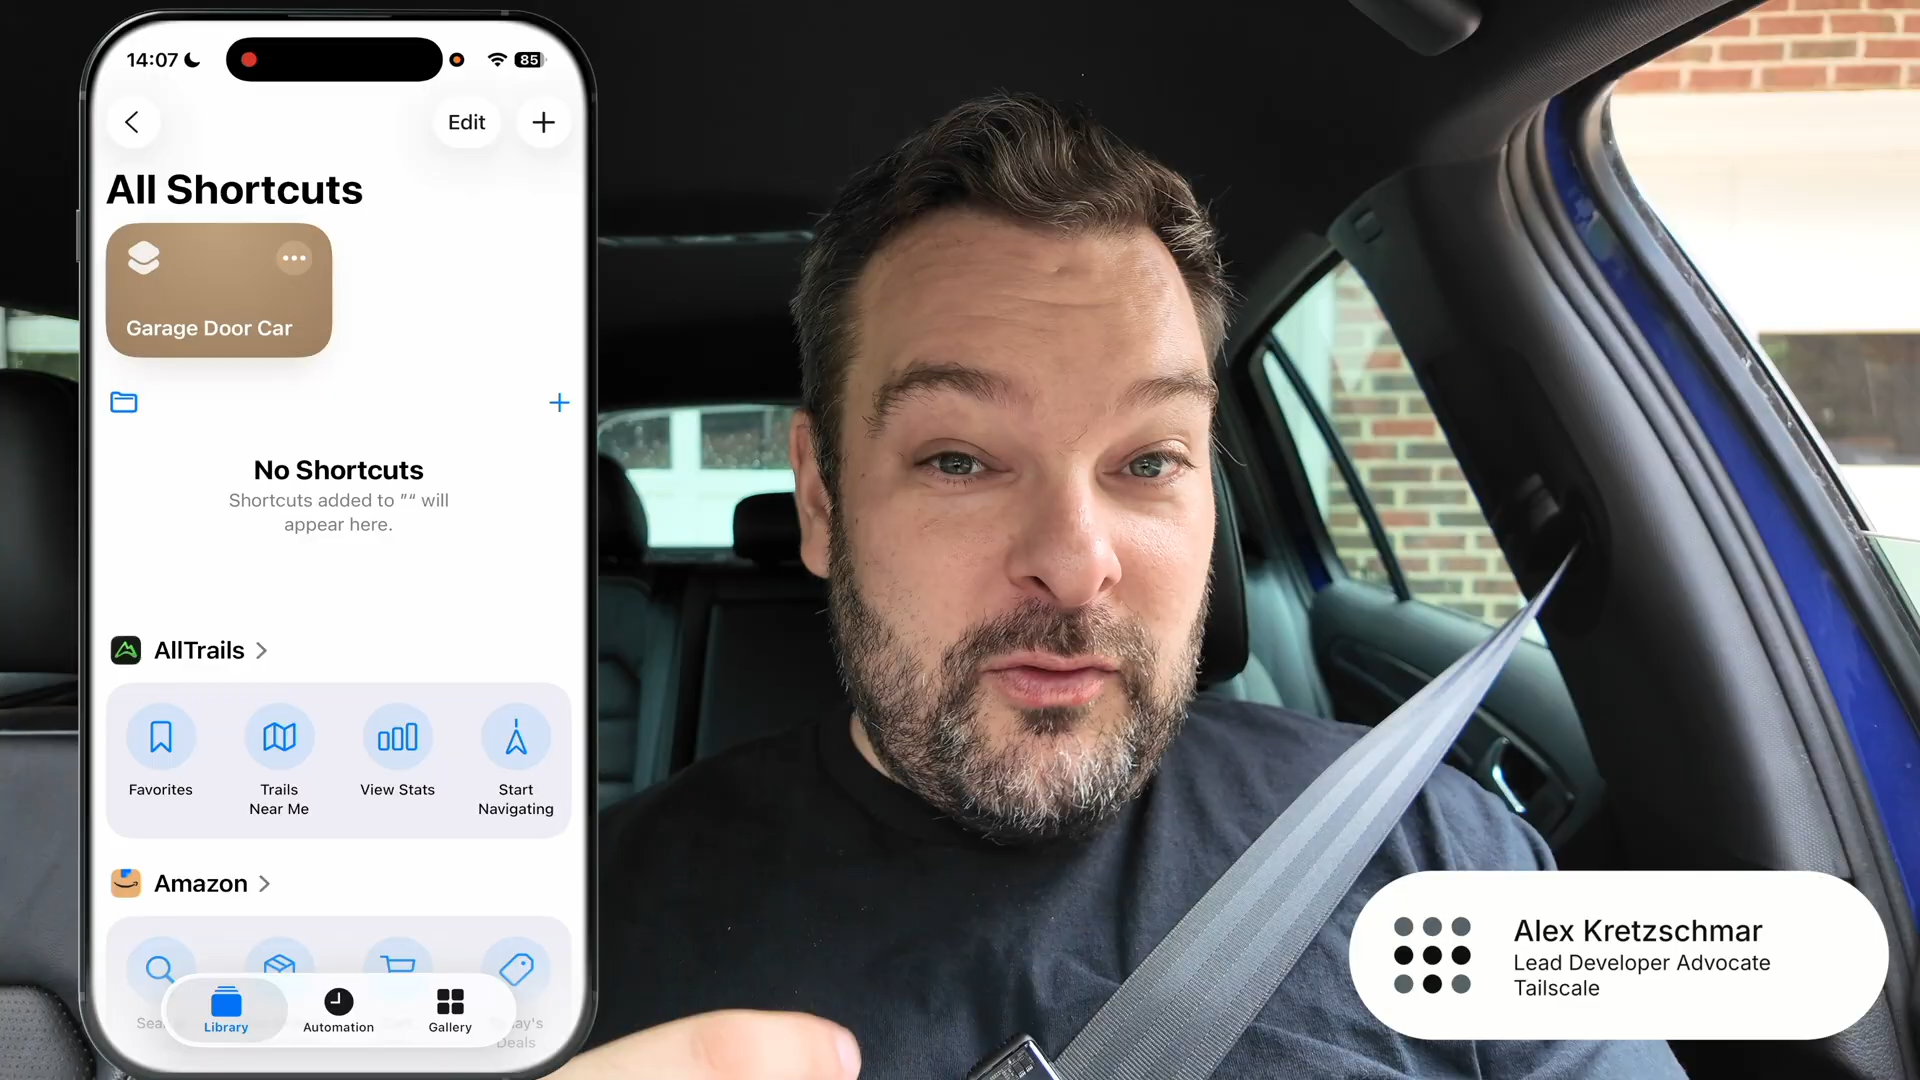 14:07
85
Edit
All Shortcuts
Garage Door Car
No Shortcuts
Shortcuts added to "“ will
appear here.
AllTrails
Favorites
Trails
Near Me
View Stats
Start
Navigating
Amazon
Library
Automation
Gallery
Deals
Alex Kretzschmar
Lead Developer Advocate
Tailscale